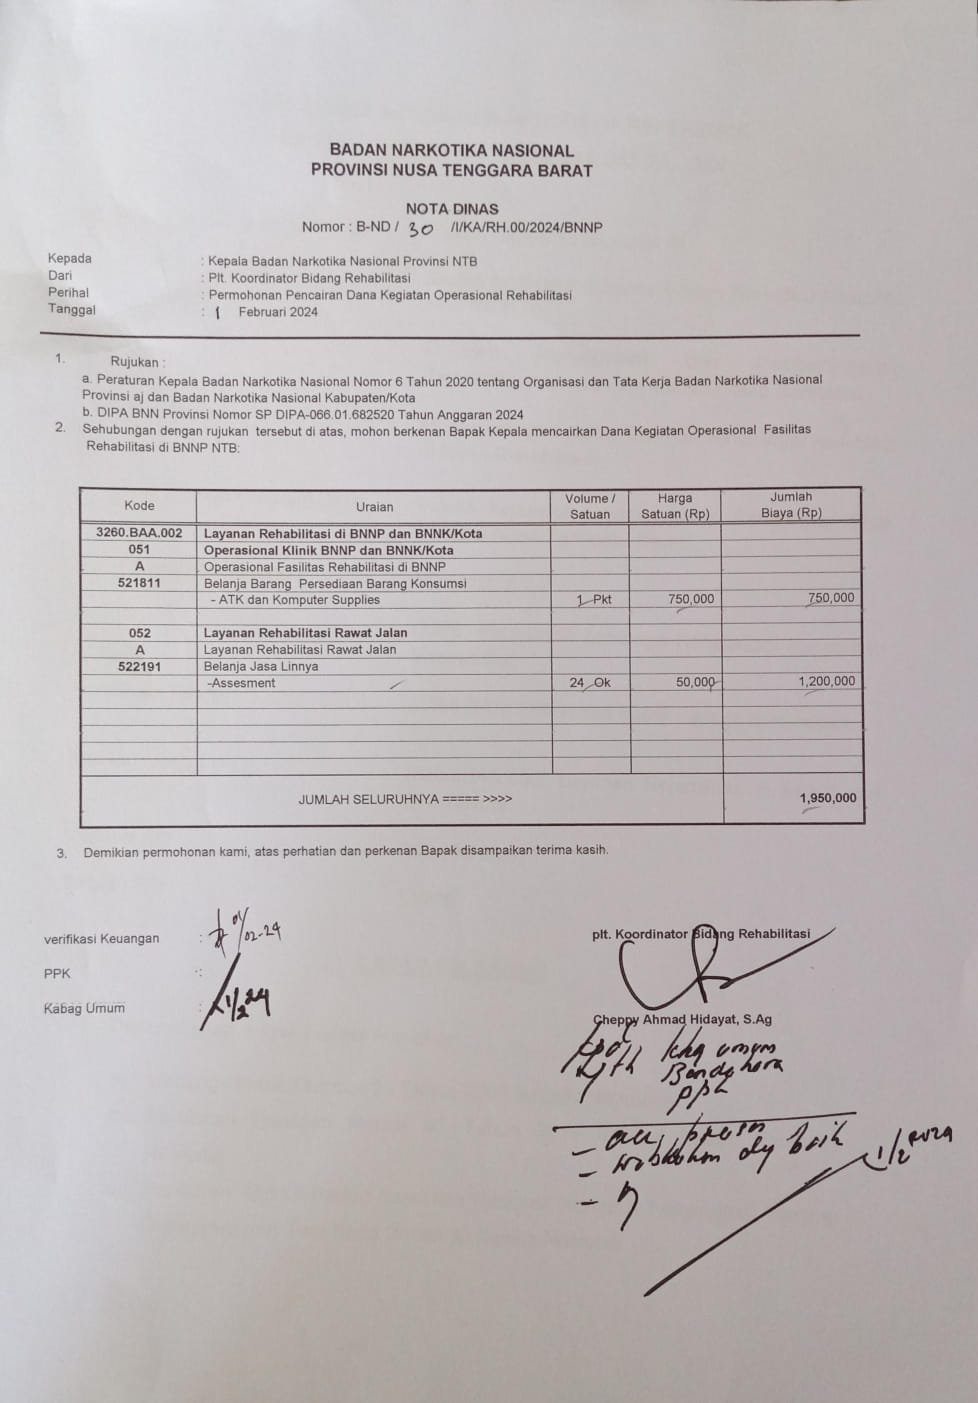 BADAN NARKOTIKA NASIONAL
PROVINSI NUSA TENGGARA BARAT
NOTA DINAS
Nomor : B-ND / 30 /I/KA/RH.00/2024/BNNP
Kepada : Kepala Badan Narkotika Nasional Provinsi NTB
Dari : Plt. Koordinator Bidang Rehabilitasi
Perihal : Permohonan Pencairan Dana Kegiatan Operasional Rehabilitasi
Tanggal : 1 Februari 2024
1. Rujukan :
a. Peraturan Kepala Badan Narkotika Nasional Nomor 6 Tahun 2020 tentang Organisasi dan Tata Kerja Badan Narkotika Nasional
Provinsi aj dan Badan Narkotika Nasional Kabupaten/Kota
b. DIPA BNN Provinsi Nomor SP DIPA-066.01.682520 Tahun Anggaran 2024
2. Sehubungan dengan rujukan tersebut di atas, mohon berkenan Bapak Kepala mencairkan Dana Kegiatan Operasional Fasilitas
Rehabilitasi di BNNP NTB:
Kode Uraian Volume / Satuan Harga Satuan (Rp) Jumlah Biaya (Rp)
3260.BAA.002 Layanan Rehabilitasi di BNNP dan BNNK/Kota
051 Operasional Klinik BNNP dan BNNK/Kota
A Operasional Fasilitas Rehabilitasi di BNNP
521811 Belanja Barang Persediaan Barang Konsumsi
- ATK dan Komputer Supplies 1 Pkt 750,000 750,000
052 Layanan Rehabilitasi Rawat Jalan
A Layanan Rehabilitasi Rawat Jalan
522191 Belanja Jasa Linnya
-Assesment 24 Ok 50,000 1,200,000
JUMLAH SELURUHNYA ===== >>>> 1,950,000
3. Demikian permohonan kami, atas perhatian dan perkenan Bapak disampaikan terima kasih.
verifikasi Keuangan : 01/02-24
PPK :
Kabag Umum : 1/2 24
plt. Koordinator Bidang Rehabilitasi
Cheppy Ahmad Hidayat, S.Ag
umum
Bendahara
PPK
- acc
- dg baik
1/2 2024